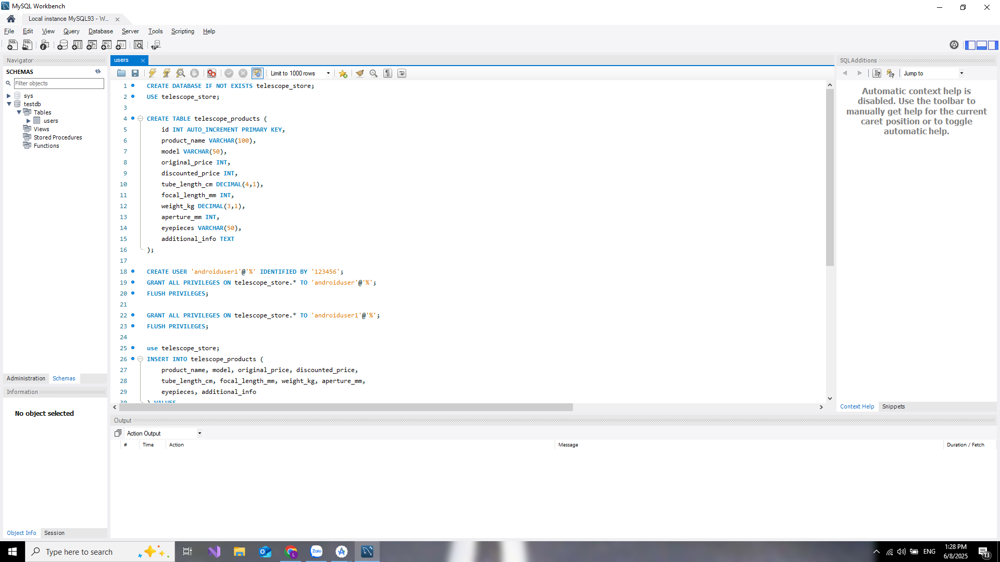 MySQL Workbench
Local instance MySQL93 - W...
File Edit View Query Database Server Tools Scripting Help
Navigator
SCHEMAS
Filter objects
sys
testdb
Tables
users
Views
Stored Procedures
Functions
Administration Schemas
Information
No object selected
Object Info Session
users
Limit to 1000 rows
1 CREATE DATABASE IF NOT EXISTS telescope_store;
2 USE telescope_store;
3
4 CREATE TABLE telescope_products (
5 id INT AUTO_INCREMENT PRIMARY KEY,
6 product_name VARCHAR(100),
7 model VARCHAR(50),
8 original_price INT,
9 discounted_price INT,
10 tube_length_cm DECIMAL(4,1),
11 focal_length_mm INT,
12 weight_kg DECIMAL(3,1),
13 aperture_mm INT,
14 eyepieces VARCHAR(50),
15 additional_info TEXT
16 );
17
18 CREATE USER 'androiduser1'@'%' IDENTIFIED BY '123456';
19 GRANT ALL PRIVILEGES ON telescope_store.* TO 'androiduser'@'%';
20 FLUSH PRIVILEGES;
21
22 GRANT ALL PRIVILEGES ON telescope_store.* TO 'androiduser1'@'%';
23 FLUSH PRIVILEGES;
24
25 use telescope_store;
26 INSERT INTO telescope_products (
27 product_name, model, original_price, discounted_price,
28 tube_length_cm, focal_length_mm, weight_kg, aperture_mm,
29 eyepieces, additional_info
30 ) VALUES
SQLAdditions
Jump to
Automatic context help is
disabled. Use the toolbar to
manually get help for the current
caret position or to toggle
automatic help.
Context Help Snippets
Output
Action Output
# Time Action Message Duration / Fetch
Type here to search
Zalo
L
ENG
1:28 PM
6/8/2025
13